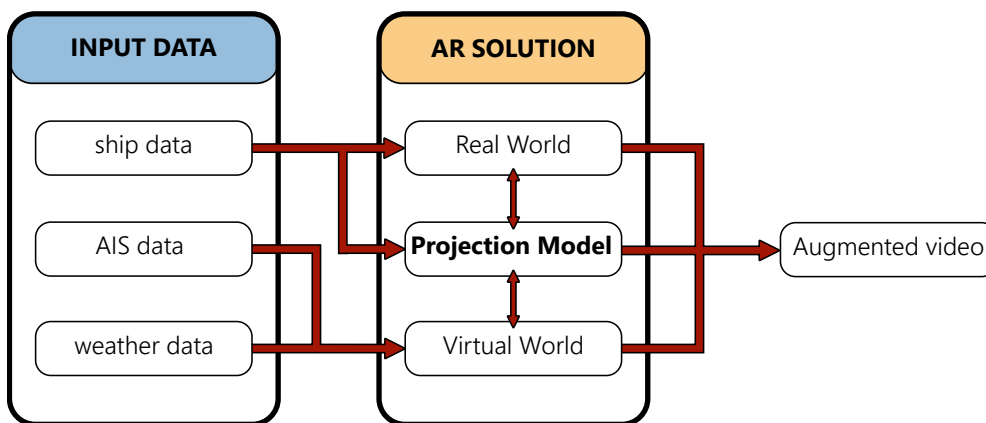 INPUT DATA
AR SOLUTION
ship data
Real World
AIS data
Projection Model
Augmented video
weather data
Virtual World